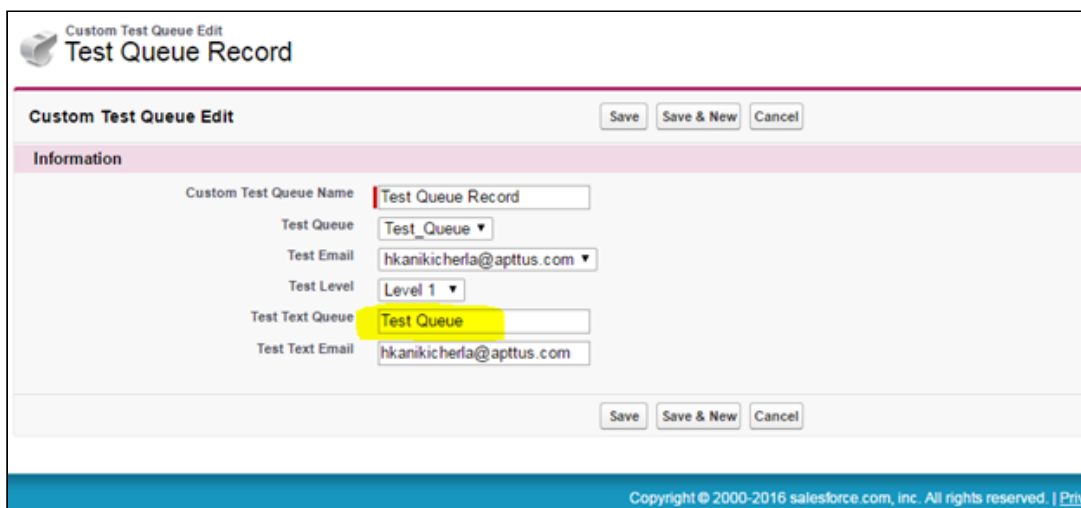 Custom Test Queue Edit
Test Queue Record
Custom Test Queue Edit Save Save & New Cancel
Information
Custom Test Queue Name Test Queue Record
Test Queue Test_Queue
Test Email hkanikicherla@apttus.com
Test Level Level 1
Test Text Queue Test Queue
Test Text Email hkanikicherla@apttus.com
Save Save & New Cancel
Copyright © 2000-2016 salesforce.com, inc. All rights reserved. |